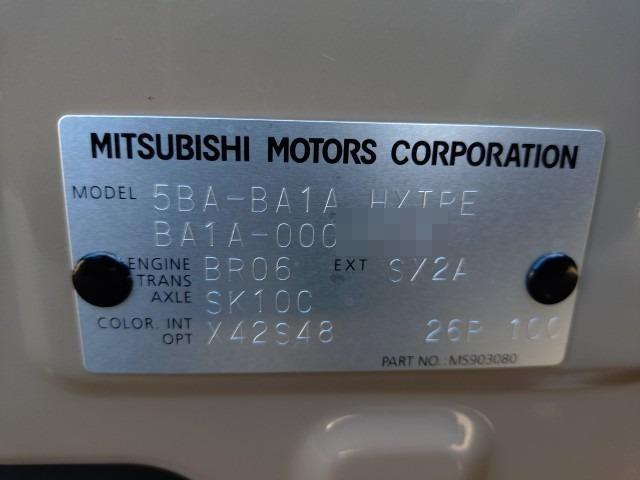 MITSUBISHI MOTORS CORPORATION
MODEL 5BA-BA1A HXTPE
BA1A-000
ENGINE BR06 EXT
TRANS
AXLE SK10C
COLOR. INT X42S48 26P 100
OPT
PART NO.: MS903080